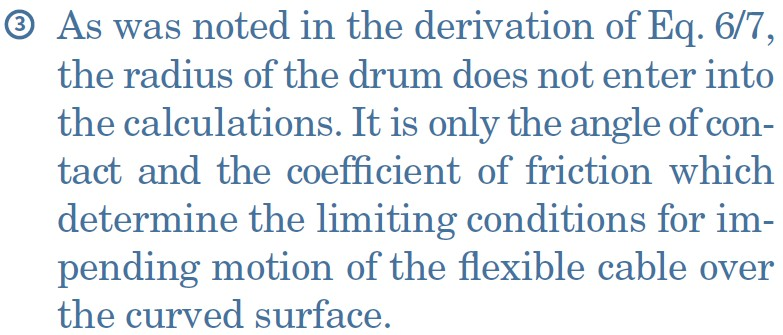 ③ As was noted in the derivation of Eq. 6/7,
the radius of the drum does not enter into
the calculations. It is only the angle of con-
tact and the coefficient of friction which
determine the limiting conditions for im-
pending motion of the flexible cable over
the curved surface.